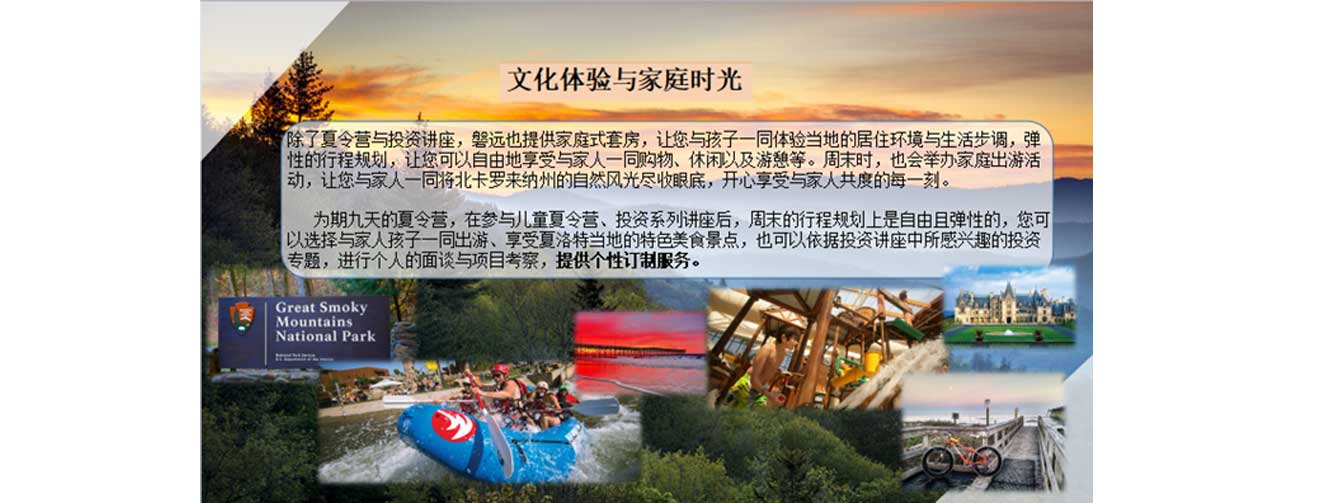 文化体验与家庭时光
除了夏令营与投资讲座，磐远也提供家庭式套房，让您与孩子一同体验当地的居住环境与生活步调，弹
性的行程规划，让您可以自由地享受与家人一同购物、休闲以及游憩等。周末时，也会举办家庭出游活
动，让您与家人一同将北卡罗来纳州的自然风光尽收眼底，开心享受与家人共度的每一刻。
为期九天的夏令营，在参与儿童夏令营、投资系列讲座后，周末的行程规划上是自由且弹性的，您可
以选择与家人孩子一同出游、享受夏洛特当地的特色美食景点，也可以依据投资讲座中所感兴趣的投资
专题，进行个人的面谈与项目考察，提供个性订制服务。
Great Smoky
Mountains
National Park
National Park Service